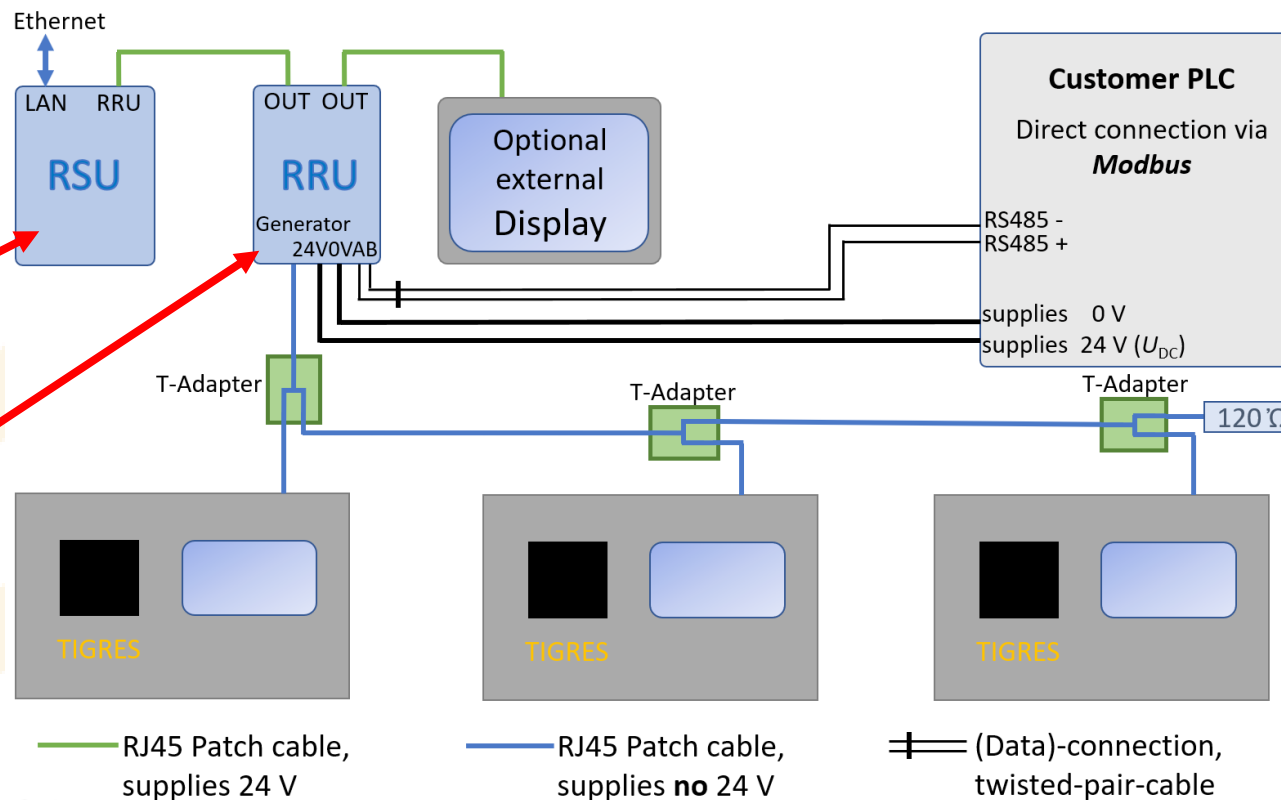 Ethernet
LAN RRU
RSU
OUT OUT
RRU
Generator
24V0VAB
Optional
external
Display
Customer PLC
Direct connection via
Modbus
RS485 -
RS485 +
supplies 0 V
supplies 24 V (UDC)
T-Adapter
T-Adapter
T-Adapter
120 Ω
TIGRES
TIGRES
TIGRES
RJ45 Patch cable,
supplies 24 V
RJ45 Patch cable,
supplies no 24 V
(Data)-connection,
twisted-pair-cable